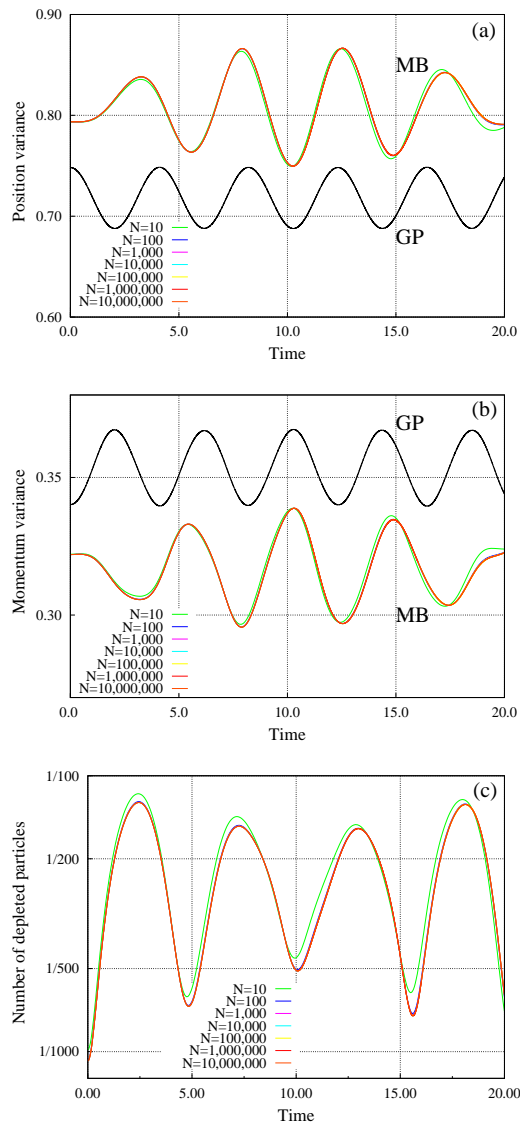 0.90
(a)
MB
0.80
Position variance
0.70
GP
N=10
N=100
N=1,000
N=10,000
N=100,000
N=1,000,000
N=10,000,000
0.60
0.0 5.0 10.0 15.0 20.0
Time
(b)
GP
0.35
Momentum variance
0.30
MB
N=10
N=100
N=1,000
N=10,000
N=100,000
N=1,000,000
N=10,000,000
0.0 5.0 10.0 15.0 20.0
Time
1/100
(c)
1/200
Number of depleted particles
1/500
N=10
N=100
N=1,000
N=10,000
N=100,000
N=1,000,000
N=10,000,000
1/1000
0.00 5.00 10.00 15.00 20.00
Time